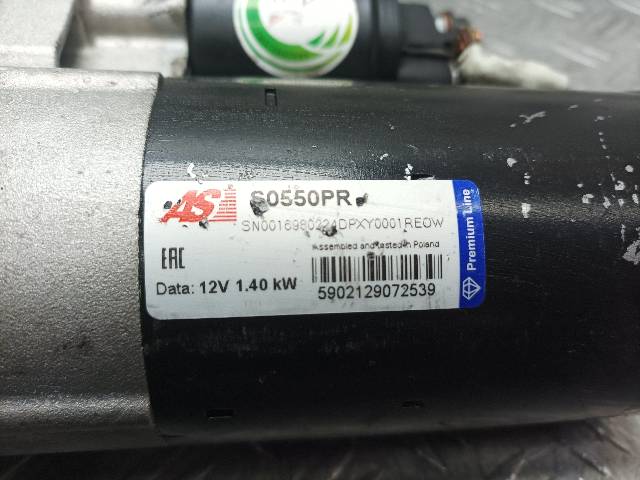 AS
S0550PR
SN0016980224DPXY0001REOW
Assembled and tested in Poland
EAC
Data: 12V 1.40 kW
5902129072539
Premium Line